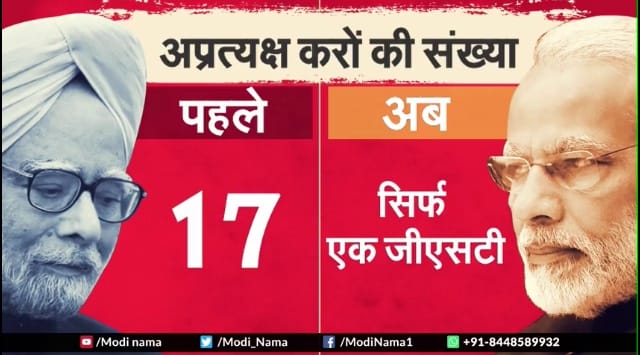 अप्रत्यक्ष करों की संख्या
पहले
अब
17
सिर्फ
एक जीएसटी
/Modi nama
/Modi_Nama
/ModiNama1
+91-8448589932